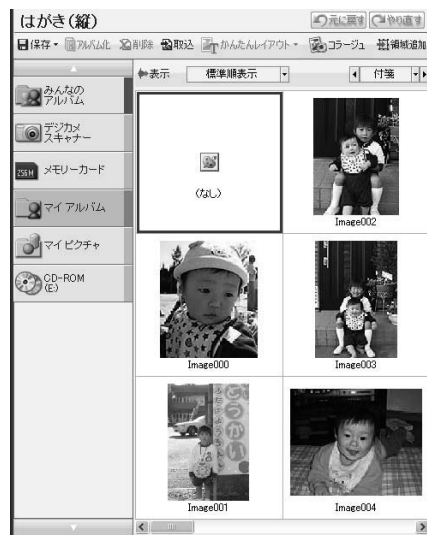 はがき(縦)
元に戻す
やり直す
保存
アルバム化
削除
取込
かんたんレイアウト
コラージュ
領域追加
みんなの
アルバム
デジカメ
スキャナー
256M
メモリーカード
マイ アルバム
マイ ピクチャ
CD-ROM
(E:)
表示
標準順表示
付箋
(なし)
Image002
Image000
Image003
Image001
Image004